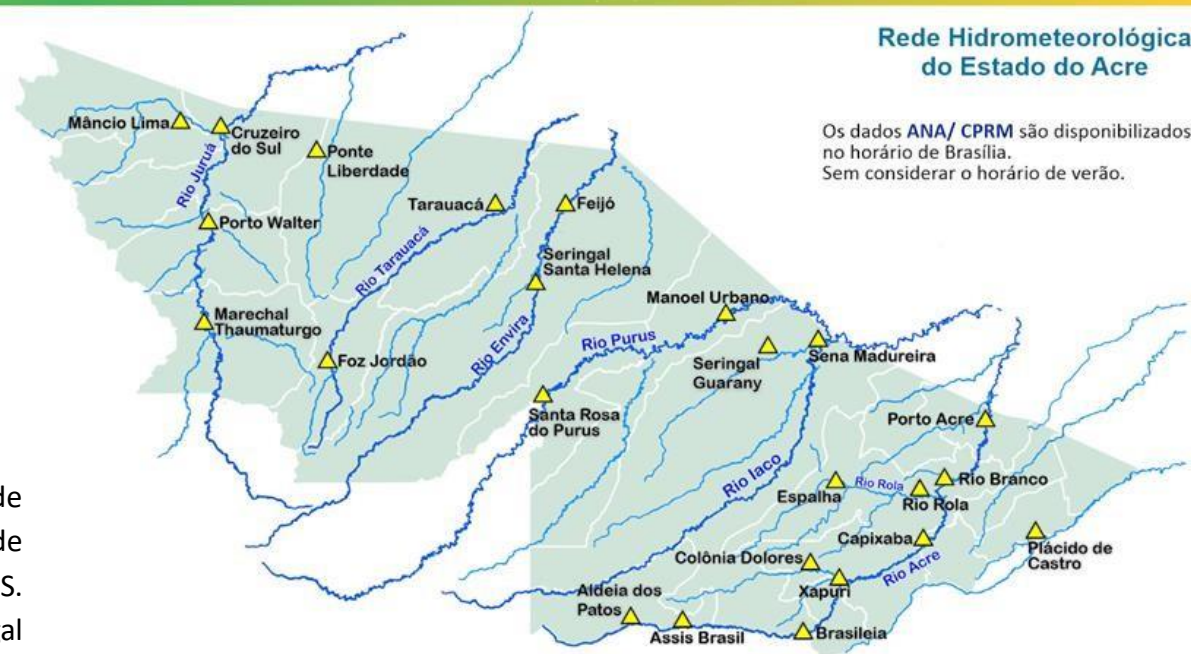 Rede Hidrometeorológica
do Estado do Acre
Os dados ANA/ CPRM são disponibilizados
no horário de Brasília.
Sem considerar o horário de verão.
Mâncio Lima
Cruzeiro
do Sul
Ponte
Liberdade
Rio Juruá
Porto Walter
Tarauacá
Feijó
Rio Tarauacá
Seringal
Santa Helena
Marechal
Thaumaturgo
Foz Jordão
Rio Envira
Manoel Urbano
Rio Purus
Seringal
Guarany
Sena Madureira
Santa Rosa
do Purus
Porto Acre
Rio Iaco
Espalha
Rio Rola
Rio Rola
Rio Branco
Capixaba
Plácido de
Castro
Colônia Dolores
Xapuri
Rio Acre
Aldeia dos
Patos
Assis Brasil
Brasileia
de
de
S.
al